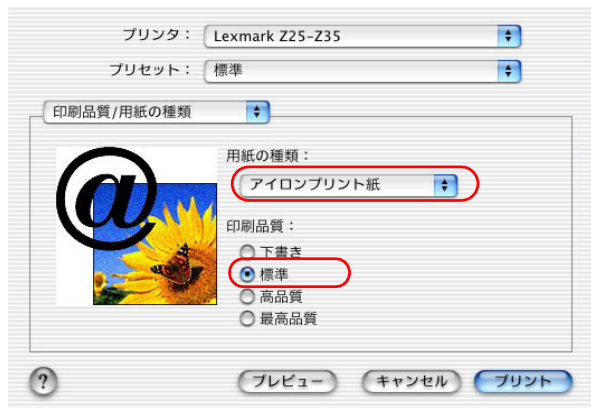 プリンタ： Lexmark Z25-Z35
プリセット： 標準
印刷品質/用紙の種類
用紙の種類：
アイロンプリント紙
印刷品質：
下書き
標準
高品質
最高品質
@
? プレビュー キャンセル プリント